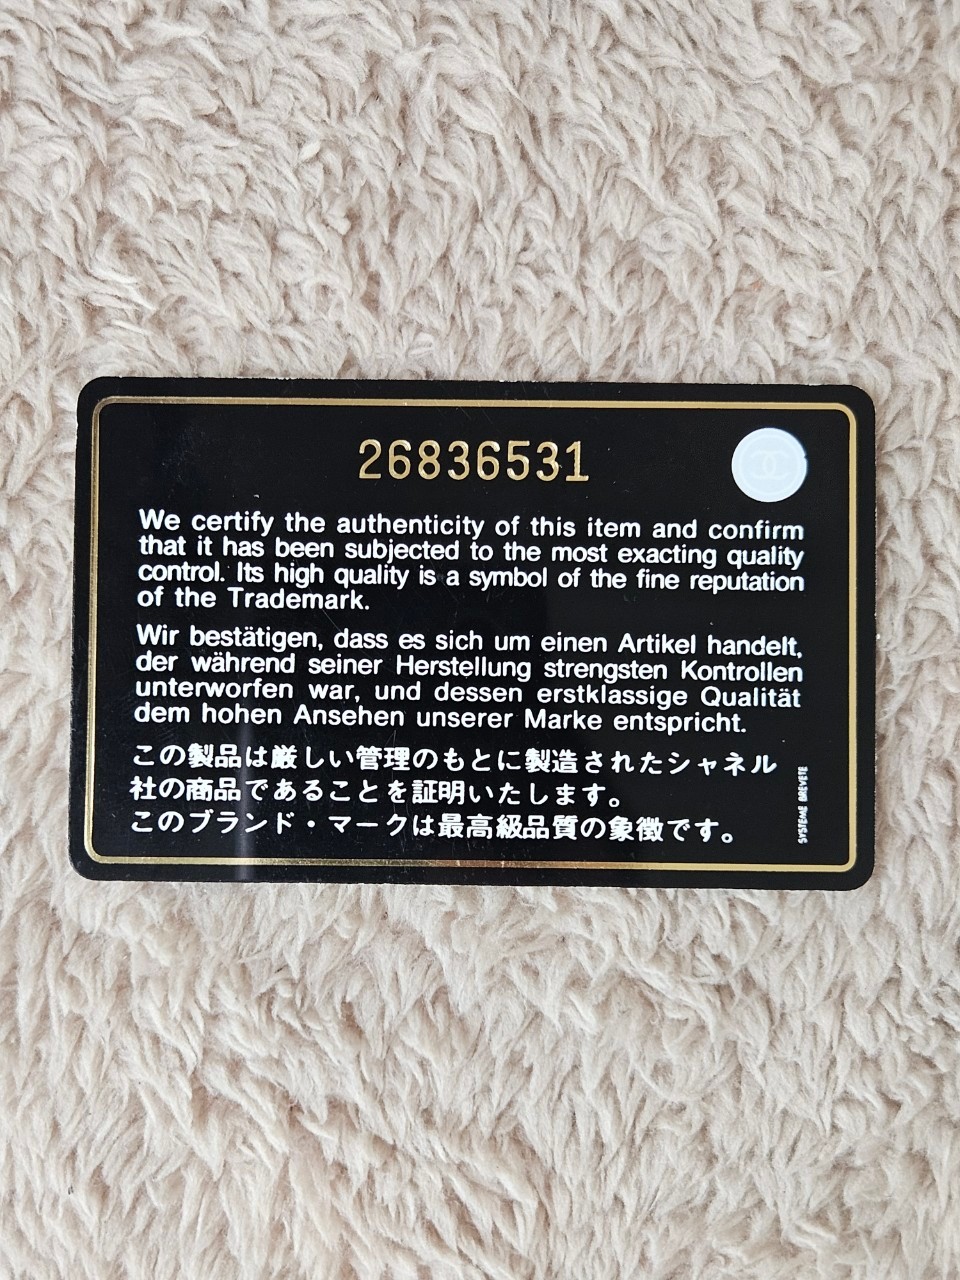 26836531
We certify the authenticity of this item and confirm
that it has been subjected to the most exacting quality
control. Its high quality is a symbol of the fine reputation
of the Trademark.
Wir bestätigen, dass es sich um einen Artikel handelt,
der während seiner Herstellung strengsten Kontrollen
unterworfen war, und dessen erstklassige Qualität
dem hohen Ansehen unserer Marke entspricht.
この製品は厳しい管理のもとに製造されたシャネル
社の商品であることを証明いたします。
このブランド・マークは最高級品質の象徴です。
SYSTEME BREVETE